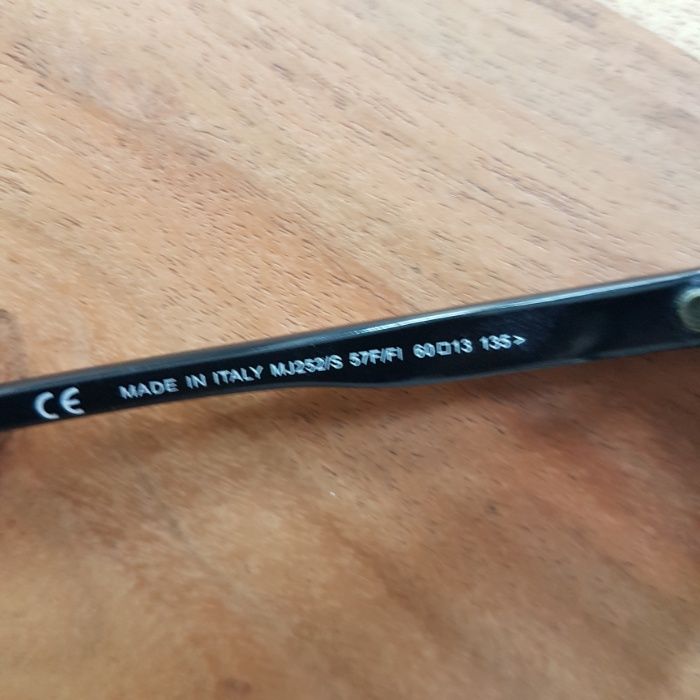 CE MADE IN ITALY MJ252/S 57F/FI 60□13 135>